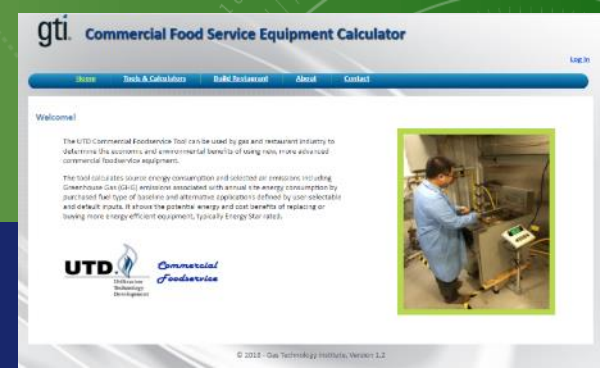 gti. Commercial Food Service Equipment Calculator
Log In
Home Tools & Calculators Build Restaurant About Contact
Welcome!
The UTD Commercial Foodservice Tool can be used by gas and restaurant industry to
determine the economic and environmental benefits of using new, more advanced
commercial foodservice equipment.
The tool calculates source energy consumption and selected air emissions including
Greenhouse Gas (GHG) emissions associated with annual site energy consumption by
purchased fuel type of baseline and alternative applications defined by user-selectable
and default inputs. It shows the potential energy and cost benefits of replacing or
buying more energy efficient equipment, typically Energy Star rated.
UTD.
Utilization
Technology
Development
Commercial
Foodservice
© 2018 - Gas Technology Institute, Version 1.2